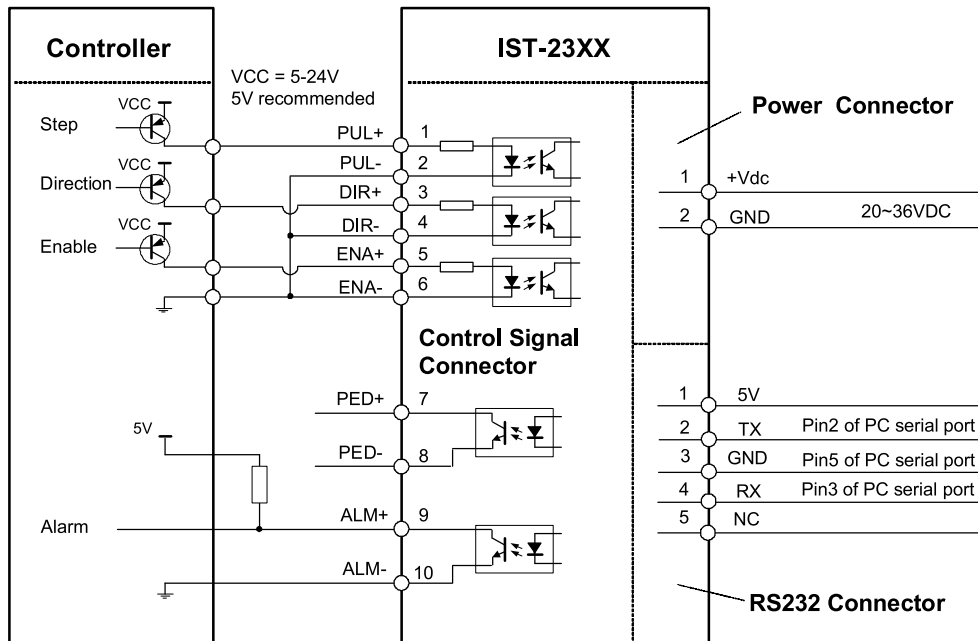 Controller
IST-23XX
VCC = 5-24V
5V recommended
VCC
Step
VCC
Direction
VCC
Enable
PUL+
1
PUL-
2
DIR+
3
DIR-
4
ENA+
5
ENA-
6
Control Signal
Connector
PED+
7
PED-
8
5V
Alarm
ALM+
9
ALM-
10
Power Connector
1
+Vdc
2
GND
20~36VDC
1
5V
2
TX
Pin2 of PC serial port
3
GND
Pin5 of PC serial port
4
RX
Pin3 of PC serial port
5
NC
RS232 Connector